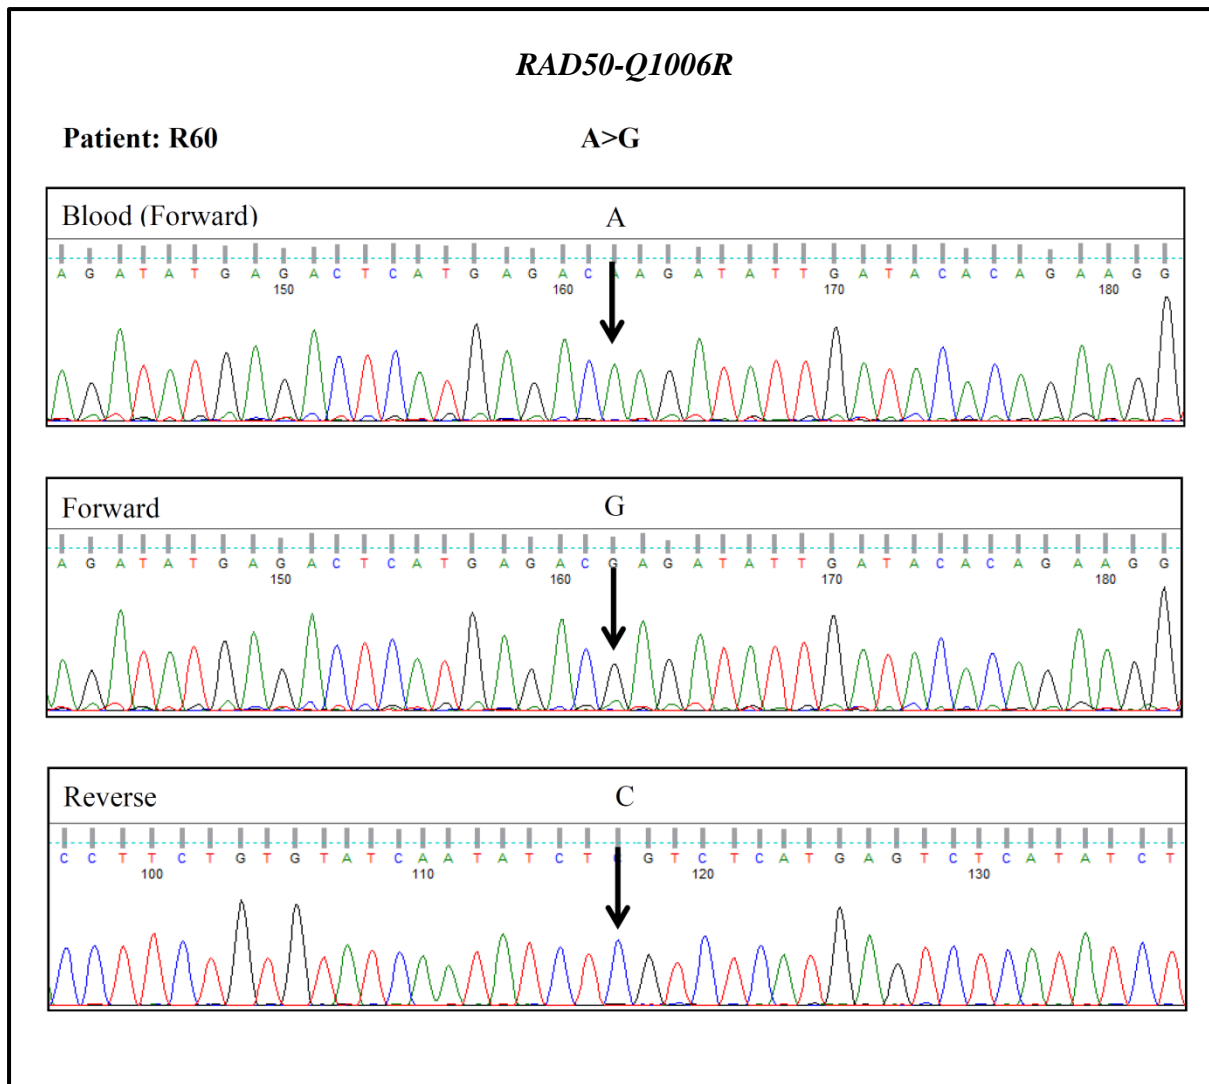 RAD50-Q1006R
Patient: R60 A>G
Blood (Forward) A
A G A T A T G A G A C T C A T G A G A C A A G A T A T T G A T A C A C A G A A G G
150 160 170 180
Forward G
A G A T A T G A G A C T C A T G A G A C G A G A T A T T G A T A C A C A G A A G G
150 160 170 180
Reverse C
C C T T C T G T G T A T C A A T A T C T C G T C T C A T G A G T C T C A T A T C T
100 110 120 130